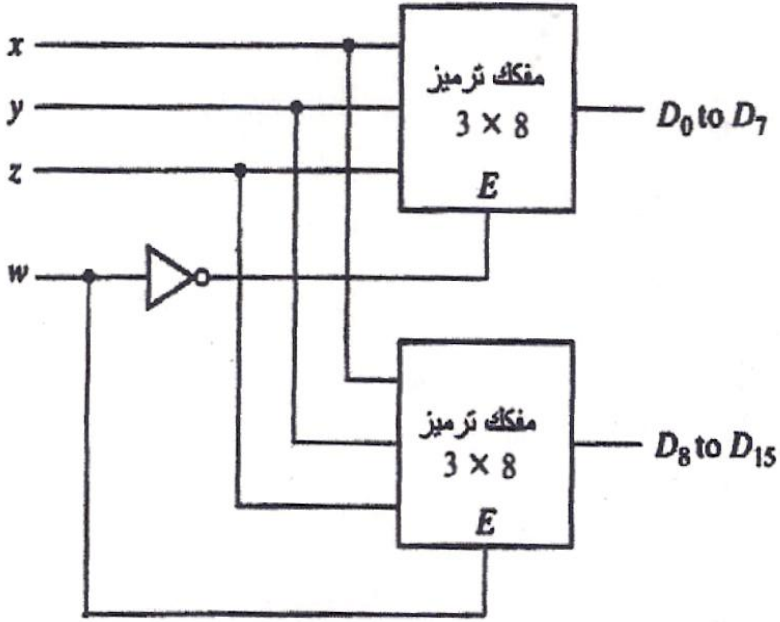 x
y
z
w
مفكك ترميز
3 × 8
E
D₀ to D₇
مفكك ترميز
3 × 8
E
D₈ to D₁₅